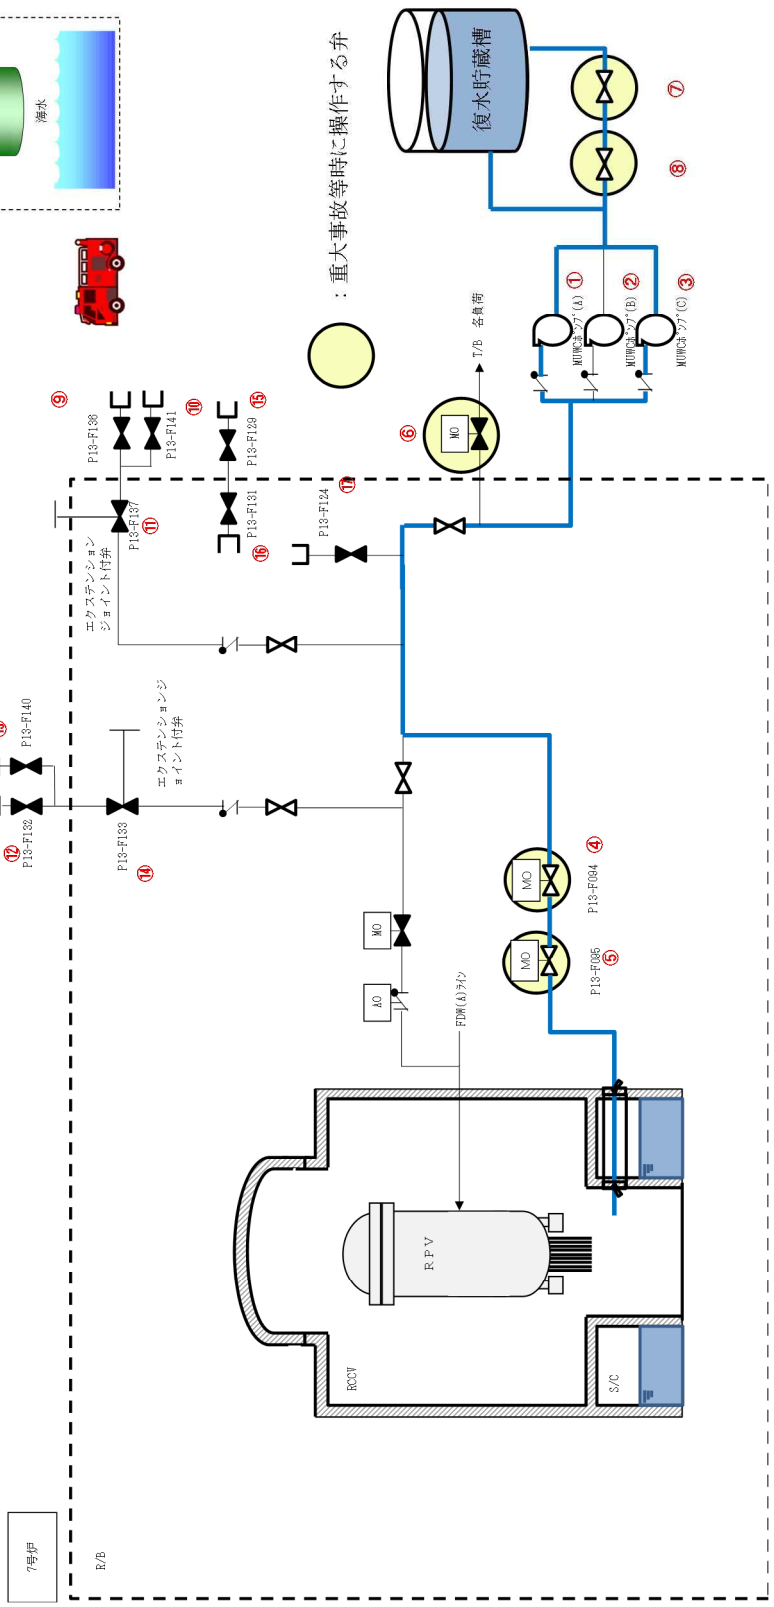 7号炉
R/B
RCCV
RPV
S/C
FDW(A)ライン
AO
MO
MO
P13-F095
⑤
MO
P13-F094
④
P13-F133
⑭
エクステンションジ
ョイント付弁
⑫
P13-F132
P13-F140
エクステンション
ジョイント付弁
P13-F137
⑪
P13-F136
⑨
P13-F141
⑩
P13-F131
⑯
P13-F129
⑮
P13-F124
⑰
MO
⑥
T/B 各負荷
MUWCポンプ(A)
①
MUWCポンプ(B)
②
MUWCポンプ(C)
③
⑧
⑦
復水貯蔵槽
：重大事故等時に操作する弁
海水